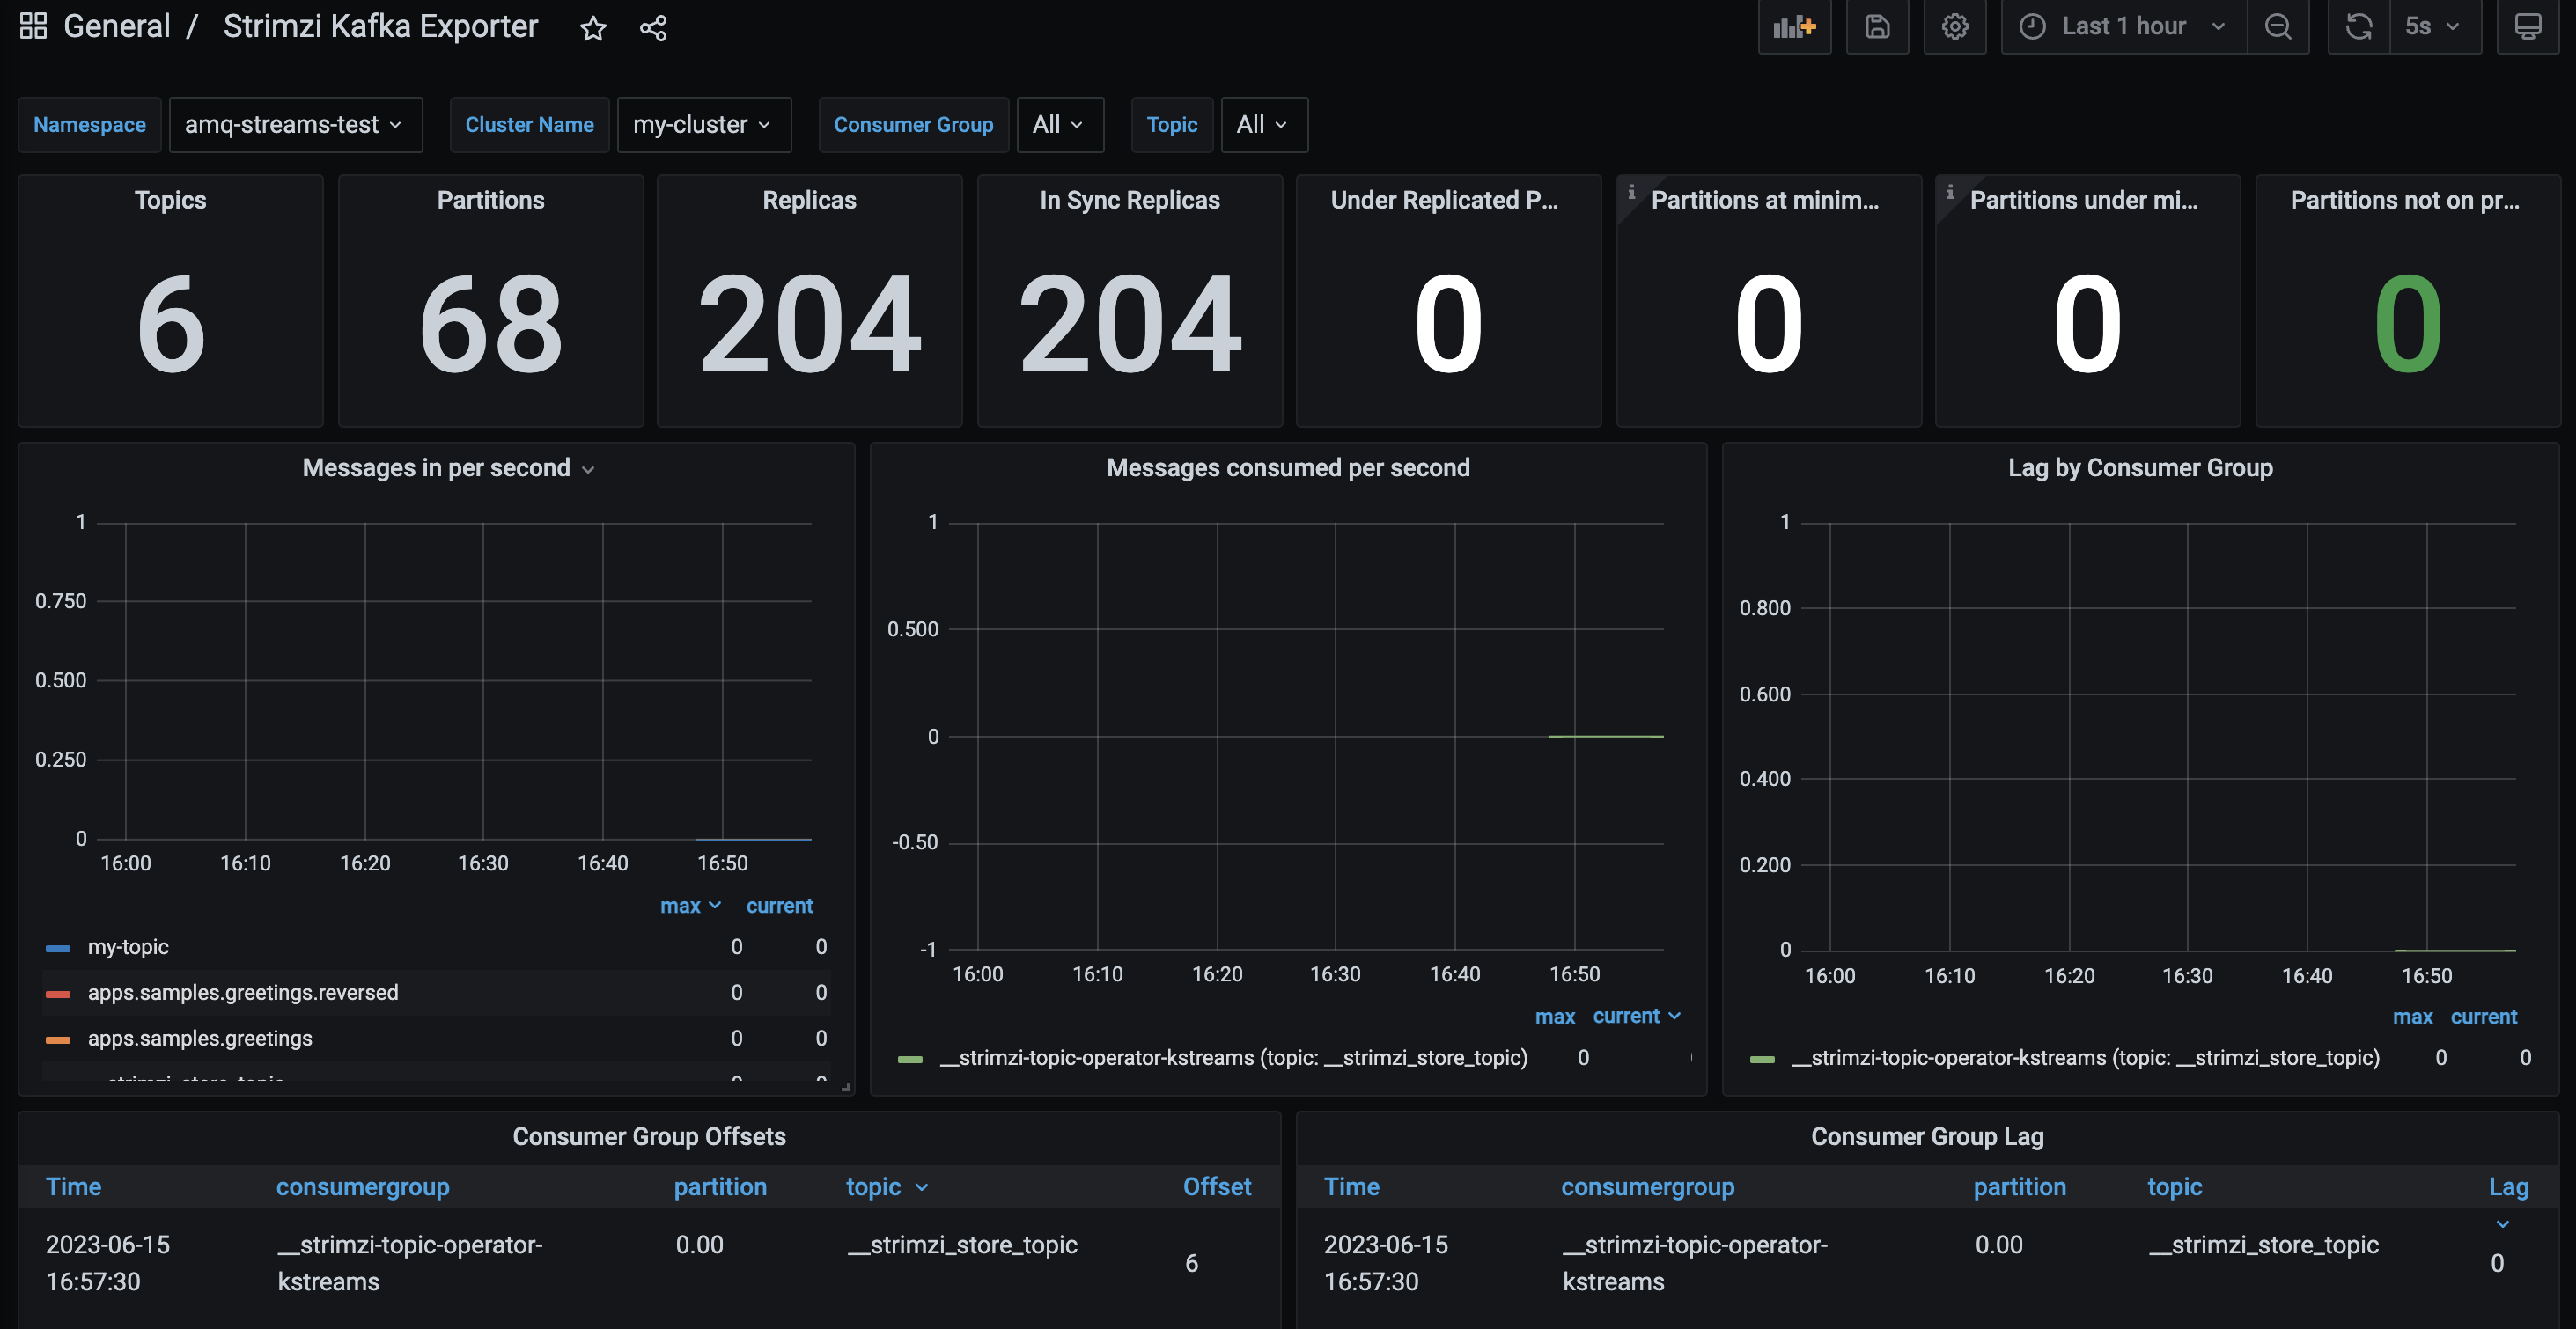 General / Strimzi Kafka Exporter
Last 1 hour
5s
Namespace amq-streams-test Cluster Name my-cluster Consumer Group All Topic All
Topics
6
Partitions
68
Replicas
204
In Sync Replicas
204
Under Replicated P...
0
Partitions at minim...
0
Partitions under mi...
0
Partitions not on pr...
0
Messages in per second
1
0.750
0.500
0.250
0
16:00 16:10 16:20 16:30 16:40 16:50
max current
my-topic 0 0
apps.samples.greetings.reversed 0 0
apps.samples.greetings 0 0
Messages consumed per second
1
0.500
0
-0.50
-1
16:00 16:10 16:20 16:30 16:40 16:50
max current
__strimzi-topic-operator-kstreams (topic: __strimzi_store_topic) 0
Lag by Consumer Group
1
0.800
0.600
0.400
0.200
0
16:00 16:10 16:20 16:30 16:40 16:50
max current
__strimzi-topic-operator-kstreams (topic: __strimzi_store_topic) 0 0
Consumer Group Offsets
Time consumergroup partition topic Offset
2023-06-15 __strimzi-topic-operator- 0.00 __strimzi_store_topic 6
16:57:30 kstreams
Consumer Group Lag
Time consumergroup partition topic Lag
2023-06-15 __strimzi-topic-operator- 0.00 __strimzi_store_topic 0
16:57:30 kstreams